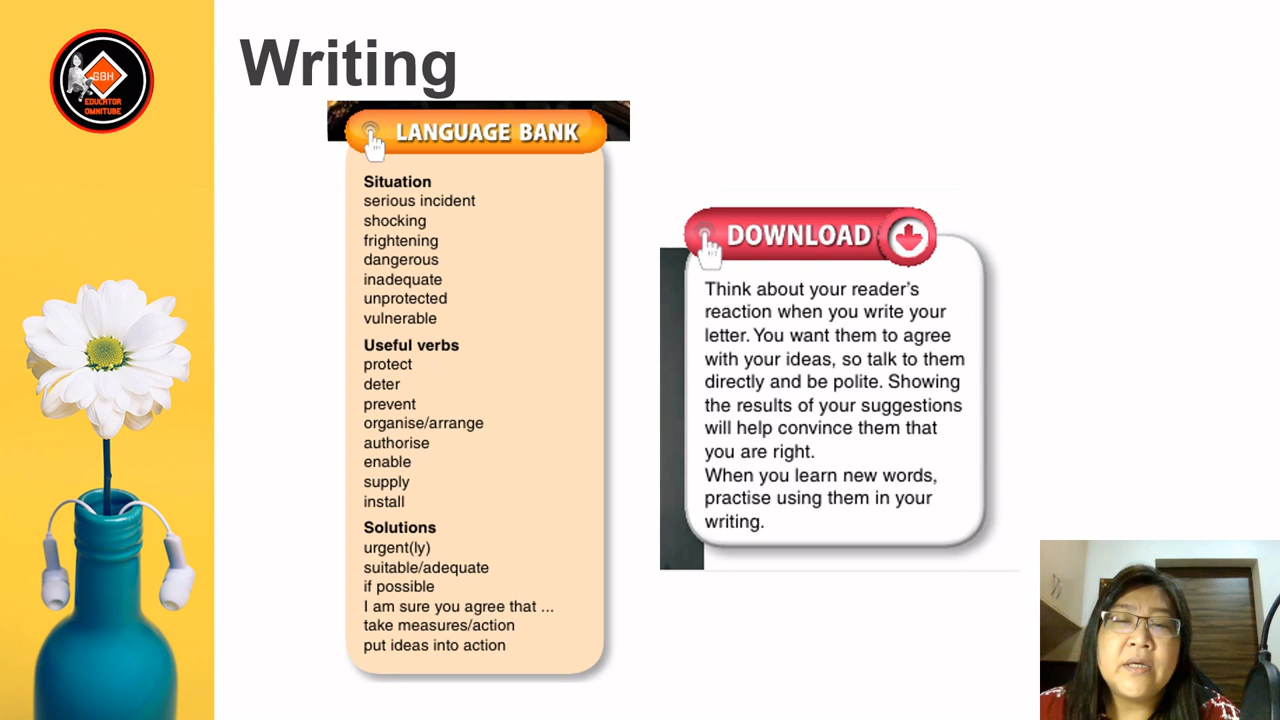 Writing
GBH
EDUCATOR
OMNITUBE
LANGUAGE BANK
Situation
serious incident
shocking
frightening
dangerous
inadequate
unprotected
vulnerable
Useful verbs
protect
deter
prevent
organise/arrange
authorise
enable
supply
install
Solutions
urgent(ly)
suitable/adequate
if possible
I am sure you agree that ...
take measures/action
put ideas into action
DOWNLOAD
Think about your reader's
reaction when you write your
letter. You want them to agree
with your ideas, so talk to them
directly and be polite. Showing
the results of your suggestions
will help convince them that
you are right.
When you learn new words,
practise using them in your
writing.